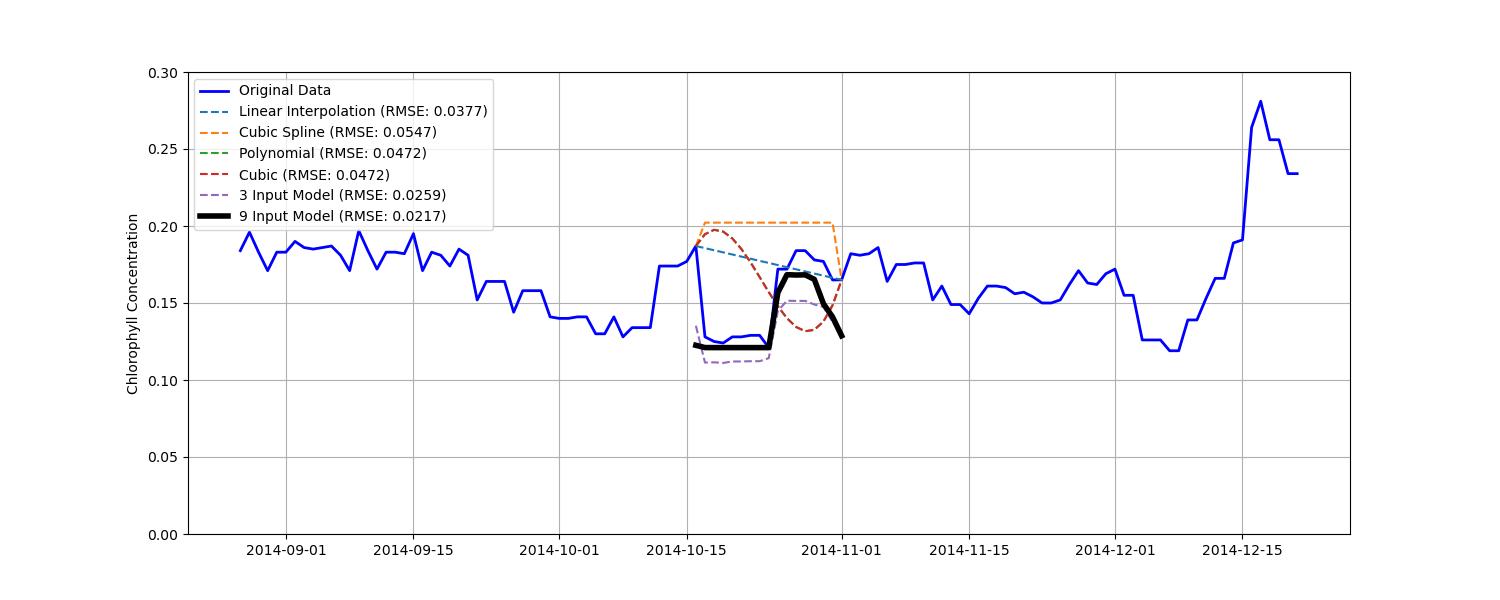 0.30
0.25
0.20
0.15
0.10
0.05
0.00
Chlorophyll Concentration
Original Data
Linear Interpolation (RMSE: 0.0377)
Cubic Spline (RMSE: 0.0547)
Polynomial (RMSE: 0.0472)
Cubic (RMSE: 0.0472)
3 Input Model (RMSE: 0.0259)
9 Input Model (RMSE: 0.0217)
2014-09-01 2014-09-15 2014-10-01 2014-10-15 2014-11-01 2014-11-15 2014-12-01 2014-12-15